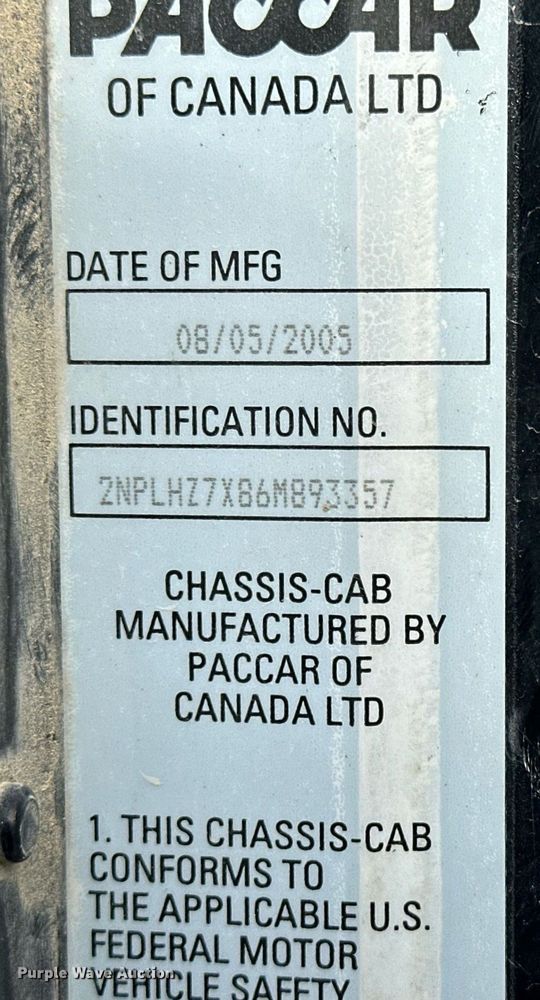 PACCAR
OF CANADA LTD
DATE OF MFG
08/05/2005
IDENTIFICATION NO.
2NPLHZ7X86M893357
CHASSIS-CAB
MANUFACTURED BY
PACCAR OF
CANADA LTD
1. THIS CHASSIS-CAB
CONFORMS TO
THE APPLICABLE U.S.
FEDERAL MOTOR
VEHICLE SAFETY
Purple Wave Auction